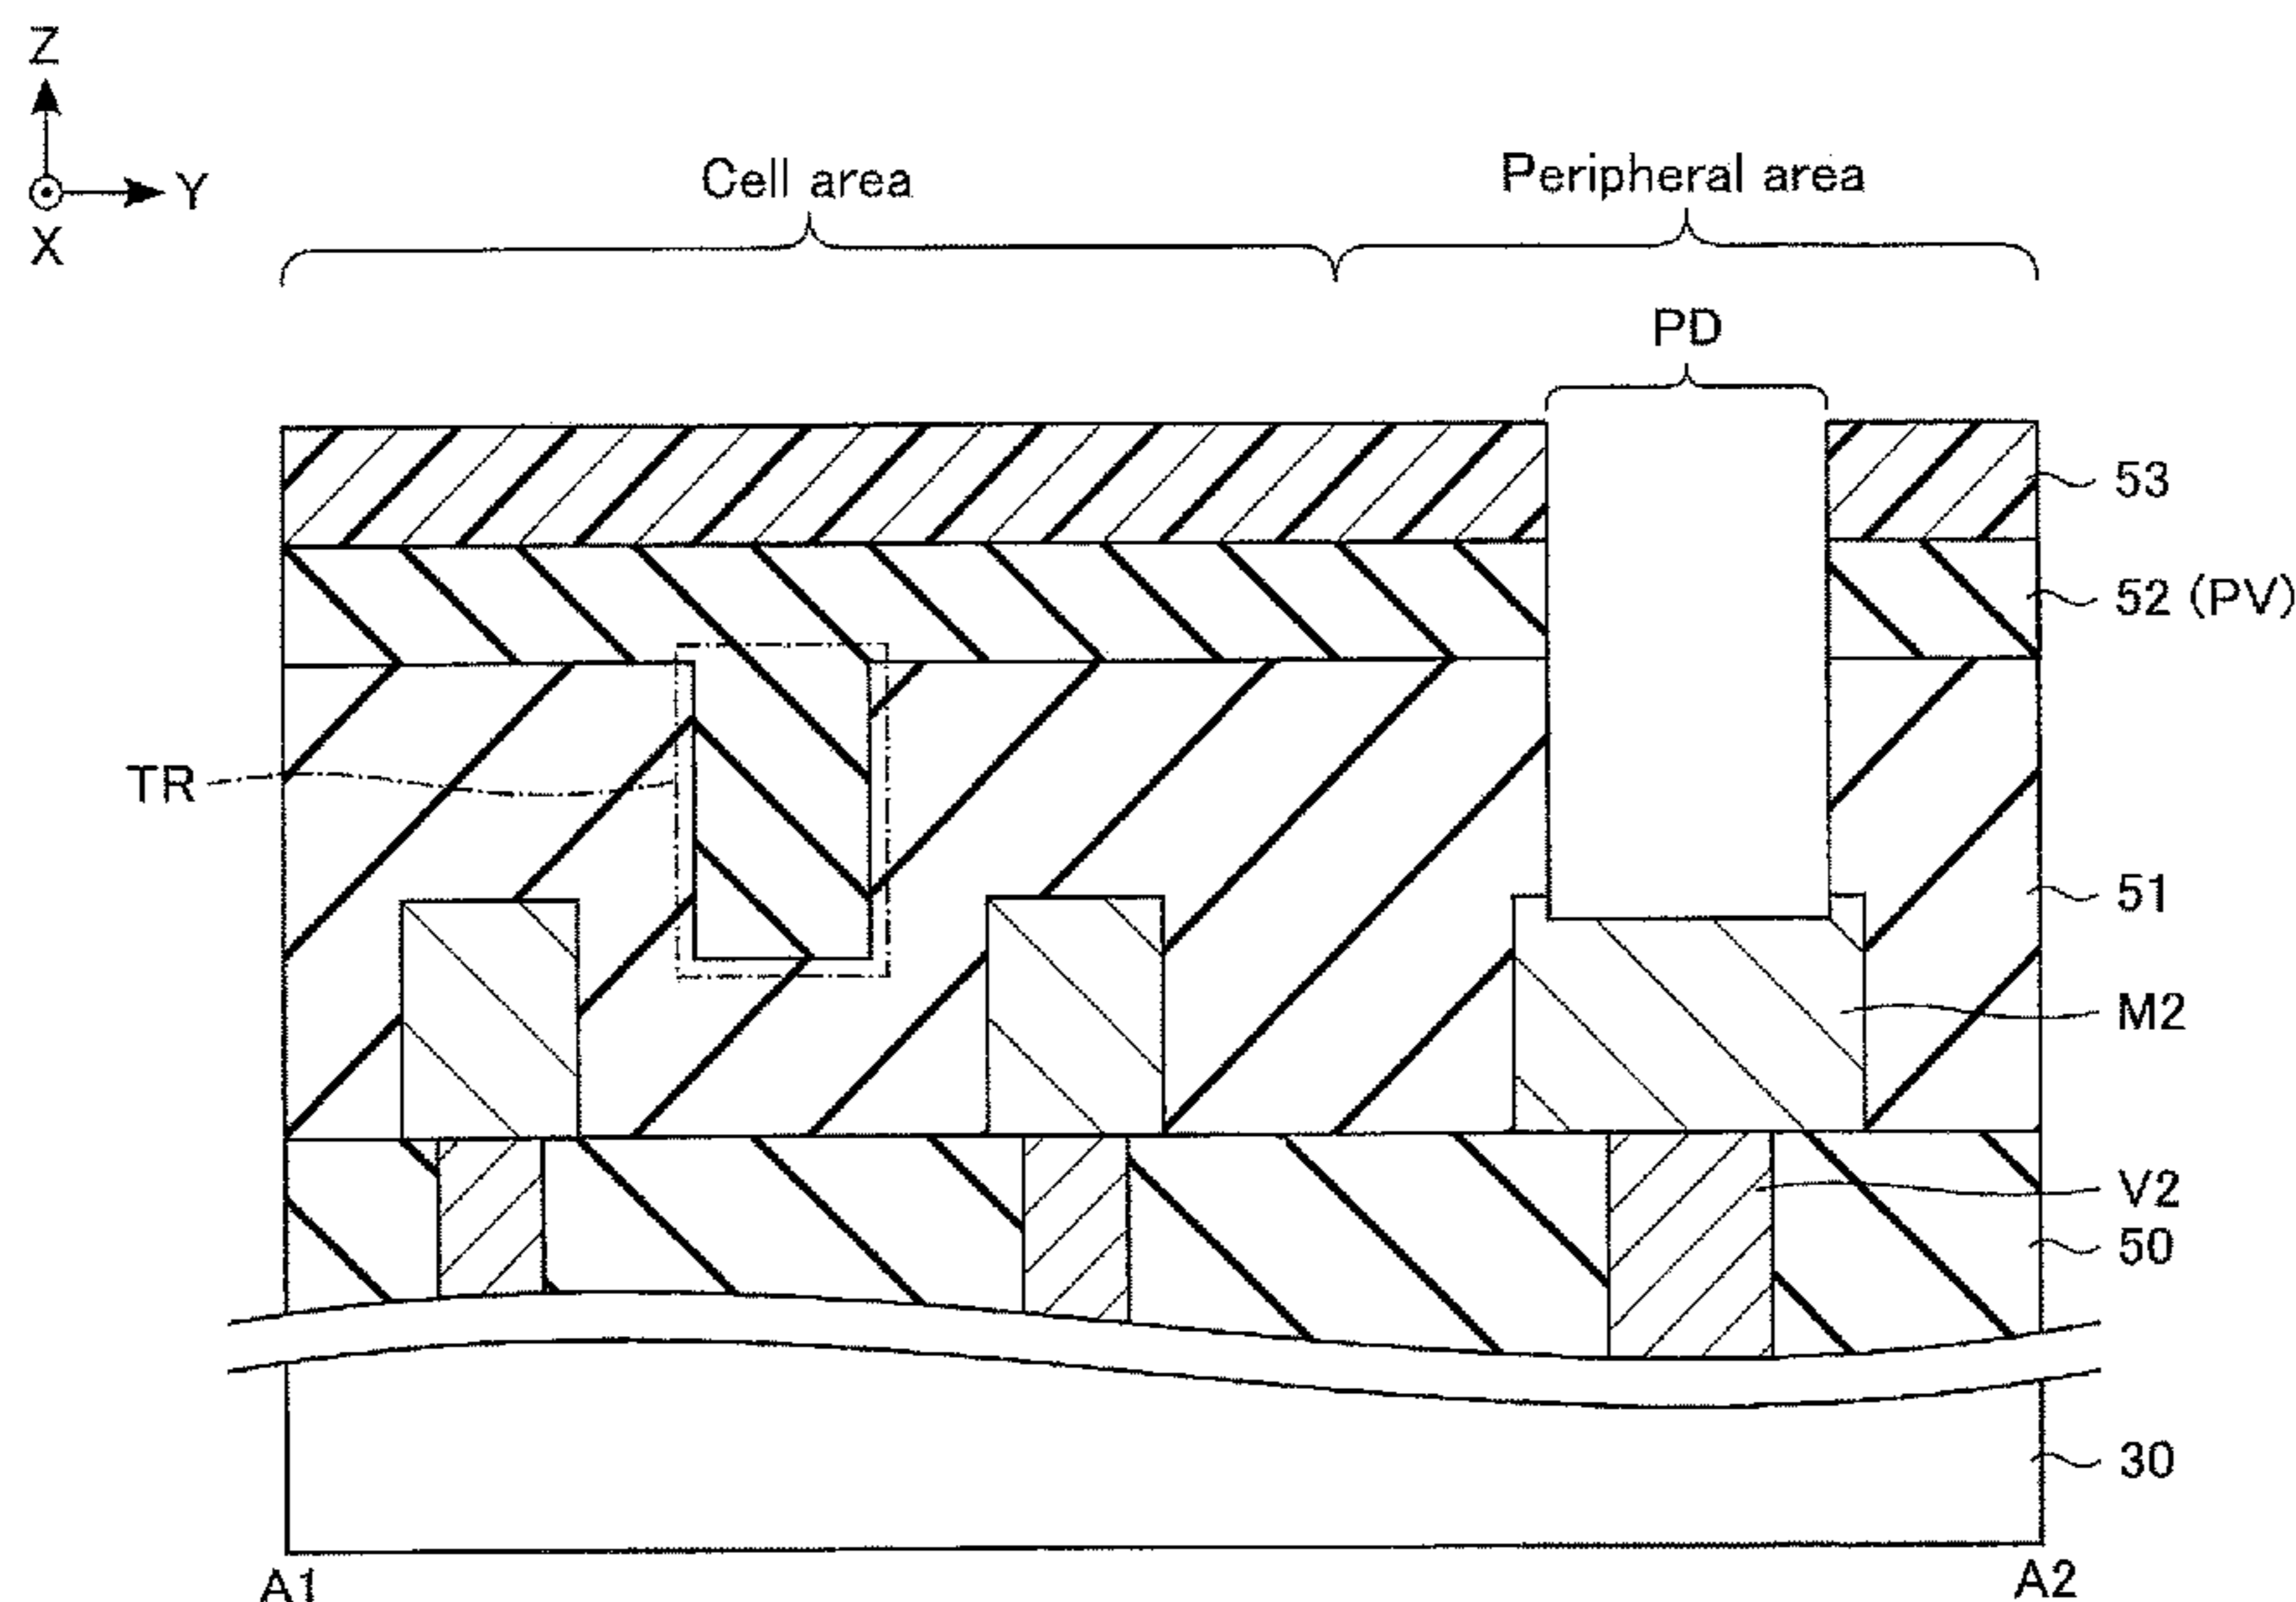 Z
Y
X
Cell area
Peripheral area
PD
53
52 (PV)
TR
51
M2
V2
50
30
A1
A2